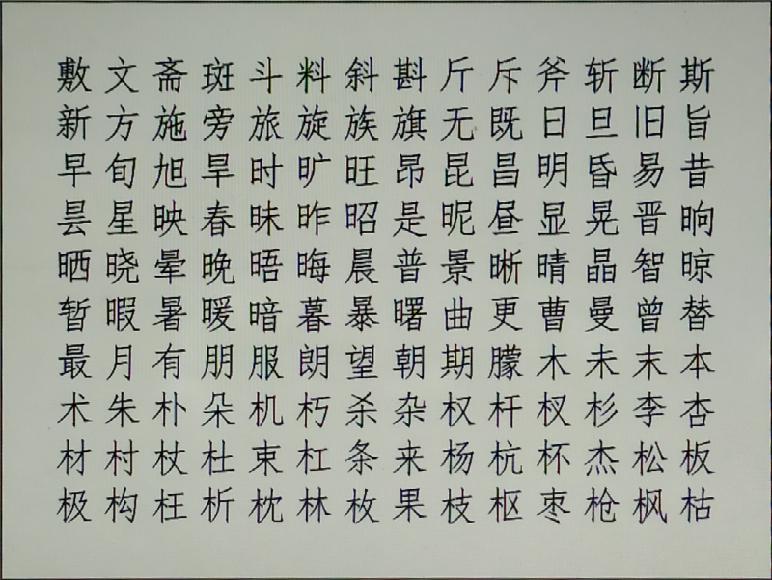 敷文斋斑斗料斜斟斤斥斧斩断斯
新方施旁旅旋族旗无既日旦旧旨
早旬旭旱时旷旺昂昆昌明昏易昔
昙星映春昧昨昭是昵昼显晃晋晌
晒晓晕晚晤晦晨普景晰晴晶智晾
暂暇暑暖暗暮暴曙曲更曹曼曾替
最月有朋服朗望朝期朦木未末本
术朱朴朵机朽杀杂权杆杈杉李杏
材村杖杜束杠条来杨杭杯杰松板
极构枉析枕林枚果枝枢枣枪枫枯